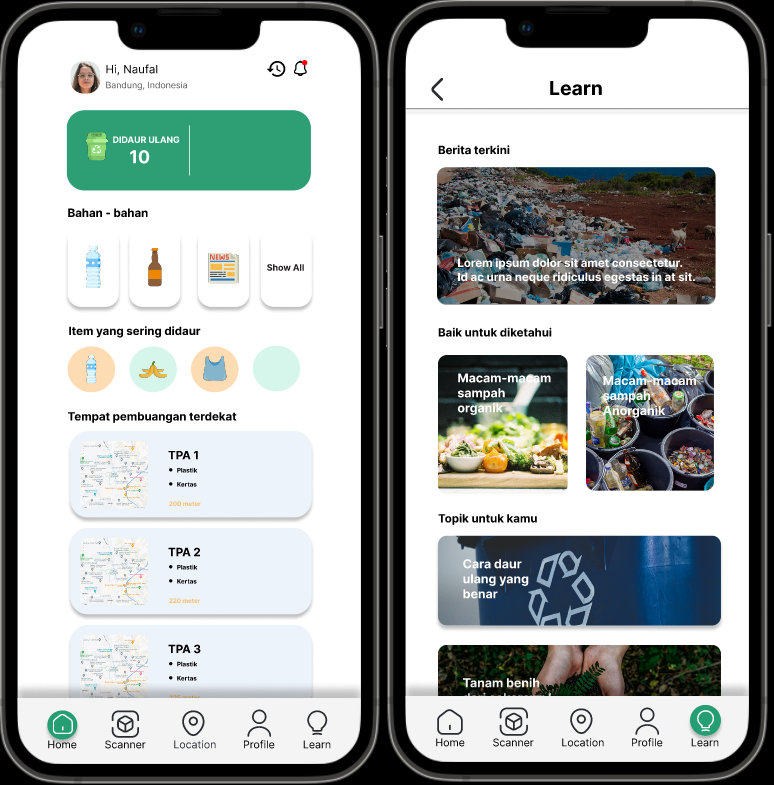 Hi, Naufal
Bandung, Indonesia
DIDAUR ULANG
10
Bahan - bahan
NEWS
Show All
Item yang sering didaur
Tempat pembuangan terdekat
TPA 1
Plastik
Kertas
200 meter
TPA 2
Plastik
Kertas
220 meter
TPA 3
Plastik
Kertas
Home
Scanner
Location
Profile
Learn
Learn
Berita terkini
Lorem ipsum dolor sit amet consectetur.
Id ac urna neque ridiculus egestas in at sit.
Baik untuk diketahui
Macam-macam
sampah
organik
Macam-macam
sampah
Anorganik
Topik untuk kamu
Cara daur
ulang yang
benar
Tanam benih
Home
Scanner
Location
Profile
Learn